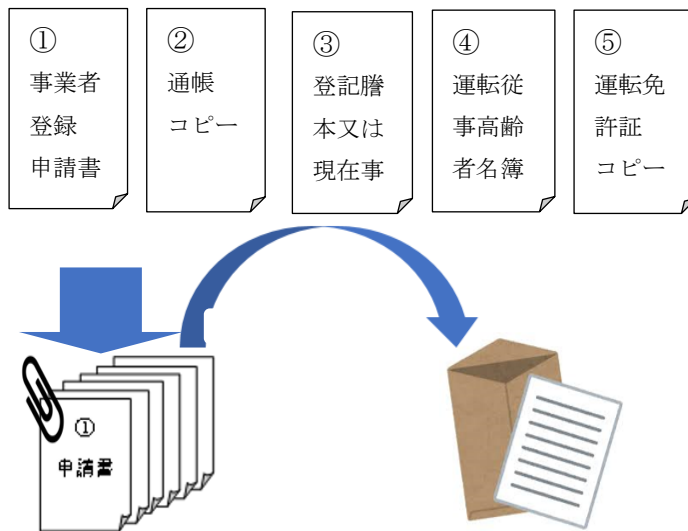 ①
事業者
登録
申請書
②
通帳
コピー
③
登記謄
本又は
現在事
④
運転従
事高齢
者名簿
⑤
運転免
許証
コピー
①
申請書